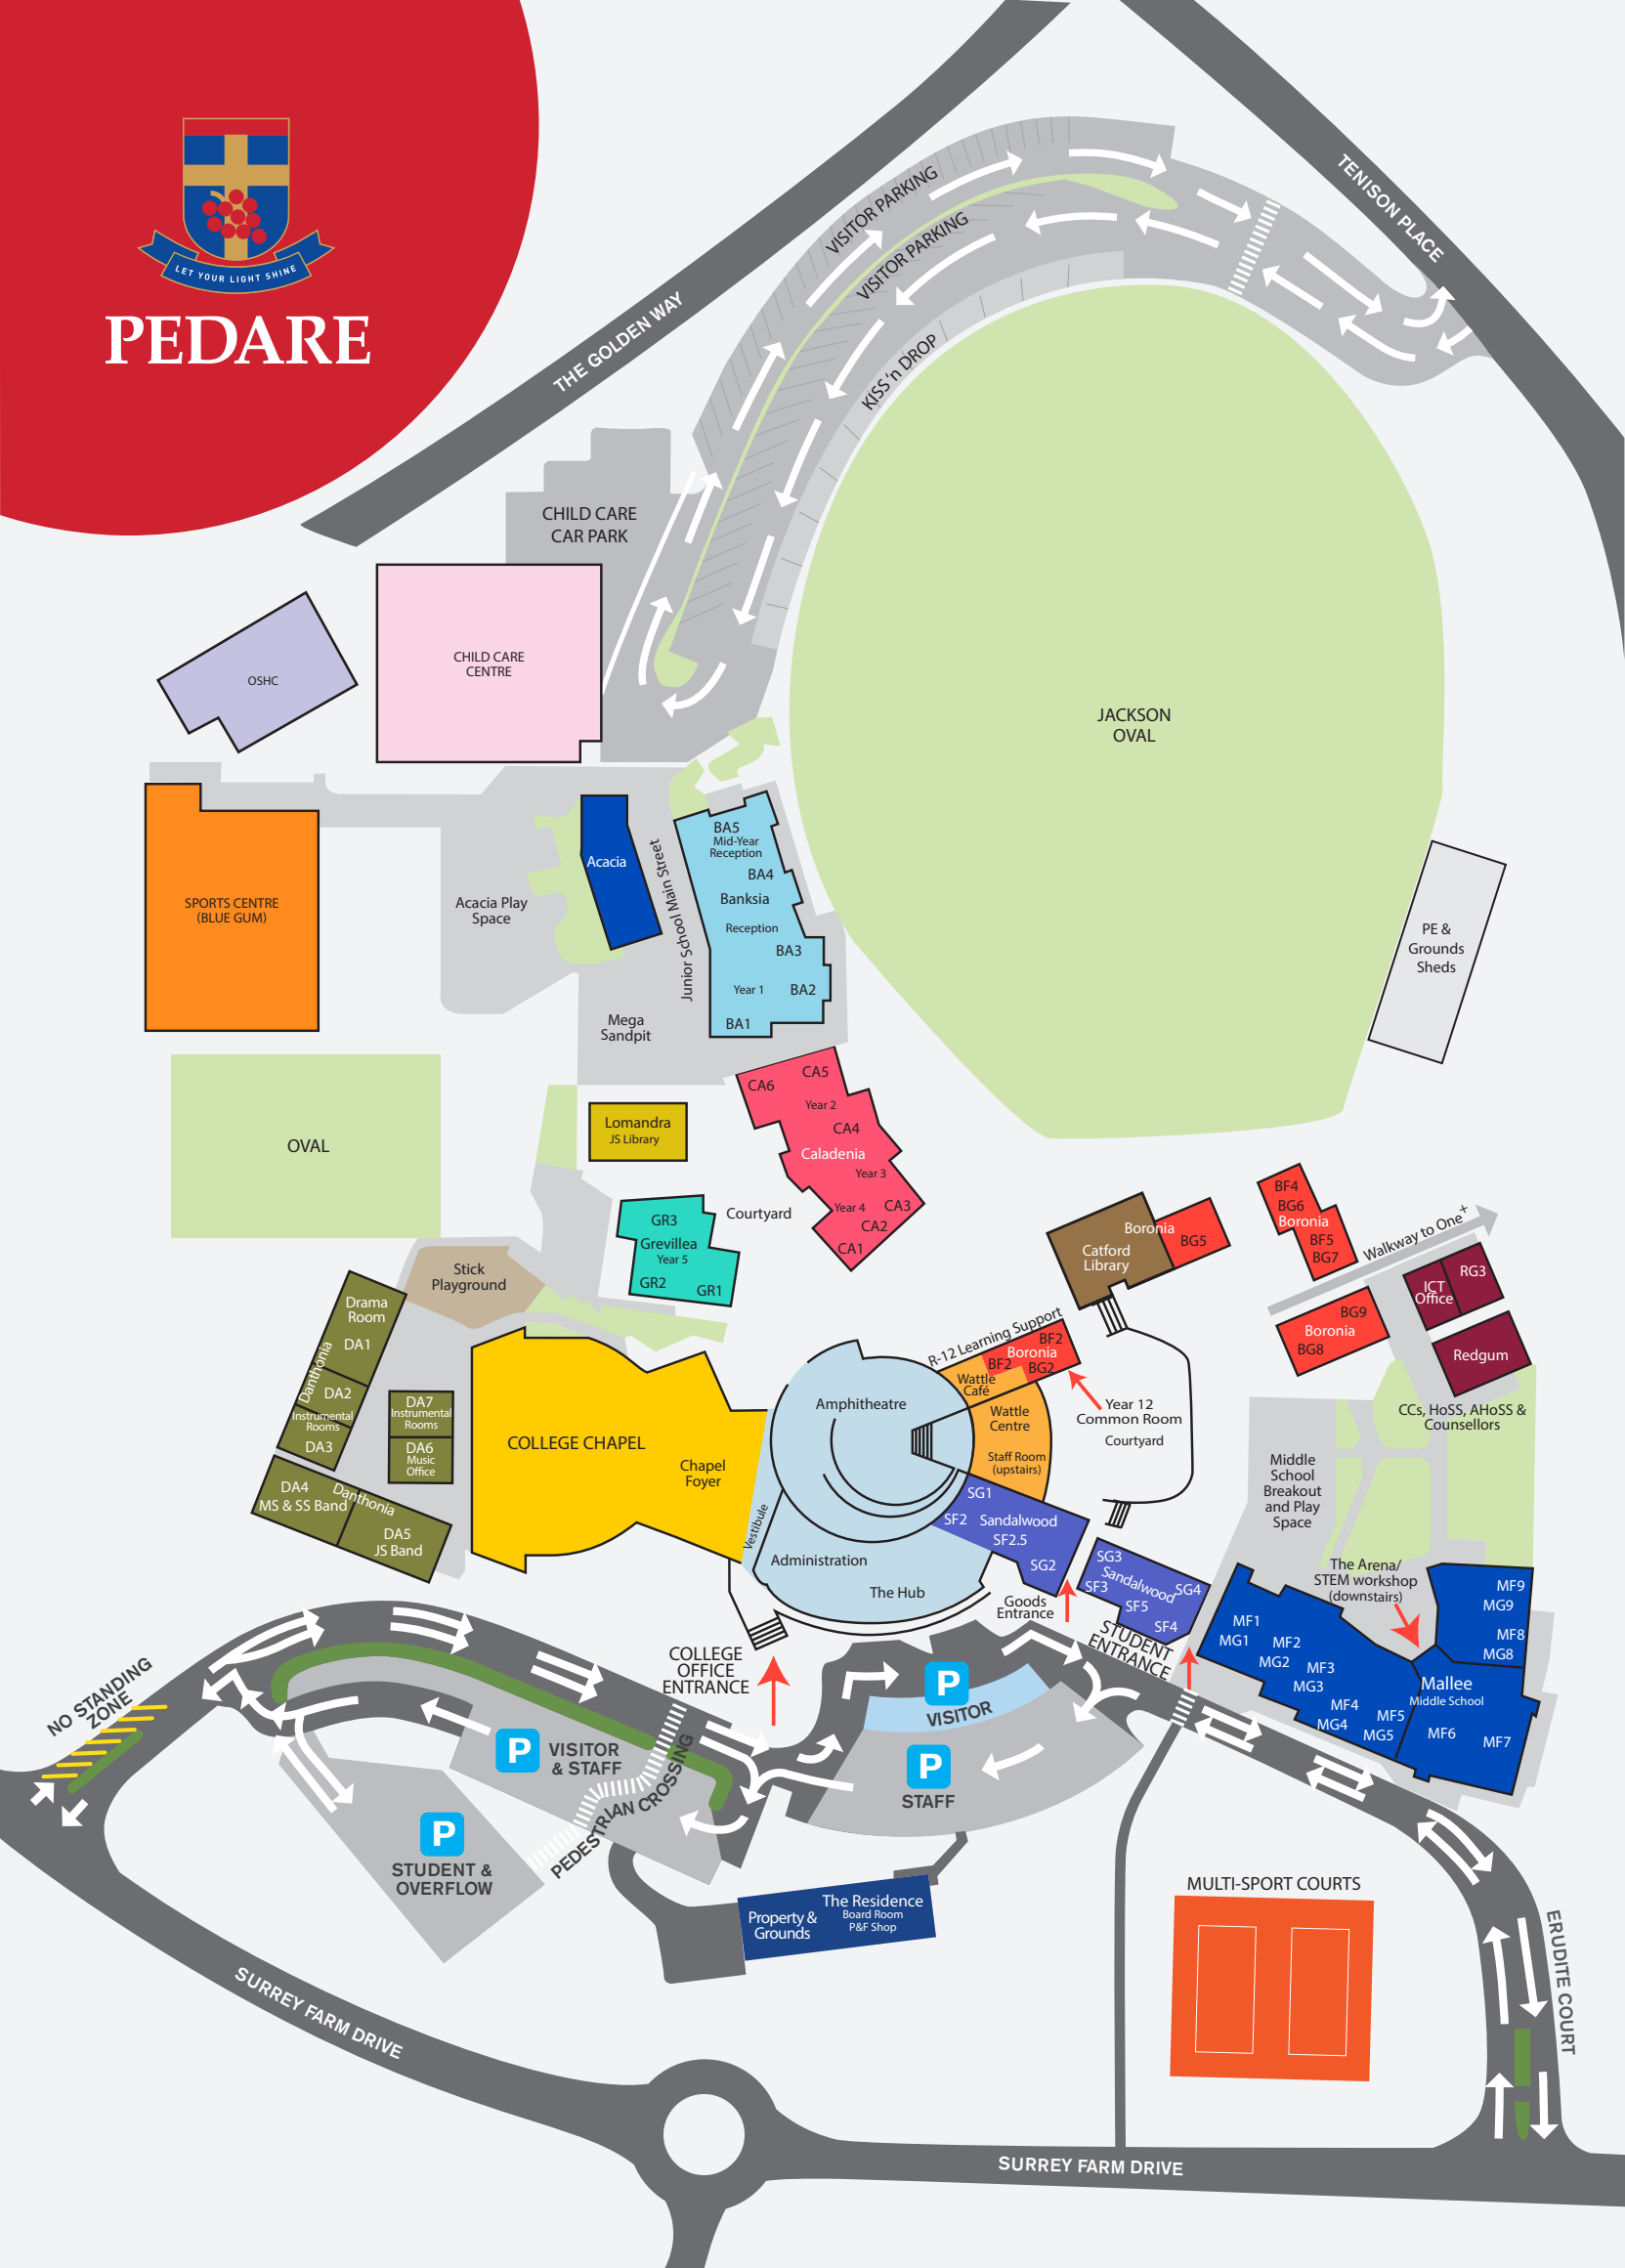 LET YOUR LIGHT SHINE
PEDARE
THE GOLDEN WAY
TENISON PLACE
VISITOR PARKING
VISITOR PARKING
KISS 'n DROP
CHILD CARE
CAR PARK
CHILD CARE
CENTRE
OSHC
JACKSON
OVAL
SPORTS CENTRE
(BLUE GUM)
Acacia Play
Space
Acacia
Junior School Main Street
BA5
Mid-Year
Reception
BA4
Banksia
Reception
BA3
Year 1
BA2
BA1
PE &
Grounds
Sheds
Mega
Sandpit
OVAL
Lomandra
JS Library
CA6
CA5
Year 2
CA4
Caladenia
Year 3
Year 4
CA3
CA2
CA1
Courtyard
GR3
Grevillea
Year 5
GR2
GR1
Stick
Playground
Drama
Room
DA1
Danthonia
DA2
Instrumental
Rooms
DA3
DA7
Instrumental
Rooms
DA6
Music
Office
DA4
MS & SS Band
Danthonia
DA5
JS Band
COLLEGE CHAPEL
Chapel
Foyer
Vestibule
Amphitheatre
Administration
The Hub
R-12 Learning Support
BF2
Boronia
BF2
BG2
Wattle
Café
Wattle
Centre
Staff Room
(upstairs)
Year 12
Common Room
Courtyard
Catford
Library
Boronia
BG5
BF4
BG6
Boronia
BF5
BG7
Walkway to One+
BG9
Boronia
BG8
ICT
Office
RG3
Redgum
CCs, HoSS, AHoSS &
Counsellors
Middle
School
Breakout
and Play
Space
The Arena/
STEM workshop
(downstairs)
SG1
SF2
Sandalwood
SF2.5
SG2
SG3
Sandalwood
SF3
SG4
SF5
SF4
Goods
Entrance
STUDENT
ENTRANCE
COLLEGE
OFFICE
ENTRANCE
MF1
MG1
MF2
MG2
MF3
MG3
MF4
MG4
MF5
MG5
MF6
MF7
Mallee
Middle School
MF9
MG9
MF8
MG8
NO STANDING
ZONE
P
VISITOR
& STAFF
P
VISITOR
P
STAFF
P
STUDENT &
OVERFLOW
PEDESTRIAN CROSSING
Property &
Grounds
The Residence
Board Room
P&F Shop
MULTI-SPORT COURTS
ERUDITE COURT
SURREY FARM DRIVE
SURREY FARM DRIVE